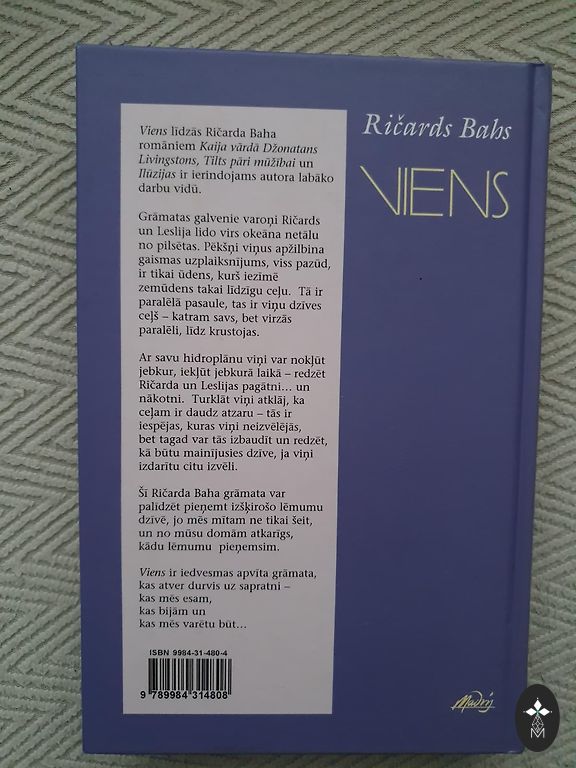 Ričards Bahs
VIENS
Viens līdzās Ričarda Baha
romāniem Kaija vārdā Džonatans
Livingstons, Tilts pāri mūžībai un
Ilūzijas ir ierindojams autora labāko
darbu vidū.
Grāmatas galvenie varoņi Ričards
un Leslija lido virs okeāna netālu
no pilsētas. Pēkšņi viņus apžilbina
gaismas uzplaiksnījums, viss pazūd,
ir tikai ūdens, kurš iezīmē
zemūdens takai līdzīgu ceļu. Tā ir
paralēlā pasaule, tas ir viņu dzīves
ceļš – katram savs, bet virzās
paralēli, līdz krustojas.
Ar savu hidroplānu viņi var nokļūt
jebkur, iekļūt jebkurā laikā – redzēt
Ričarda un Leslijas pagātni... un
nākotni. Turklāt viņi atklāj, ka
ceļam ir daudz atzaru – tās ir
iespējas, kuras viņi neizvēlējās,
bet tagad var tās izbaudīt un redzēt,
kā būtu mainījusies dzīve, ja viņi
izdarītu citu izvēli.
Šī Ričarda Baha grāmata var
palīdzēt pieņemt izšķirošo lēmumu
dzīvē, jo mēs mītam ne tikai šeit,
un no mūsu domām atkarīgs,
kādu lēmumu pieņemsim.
Viens ir iedvesmas apvīta grāmata,
kas atver durvis uz sapratni –
kas mēs esam,
kas bijām un
kas mēs varētu būt...
ISBN 9984-31-480-4
9 789984 314808
Madris
M